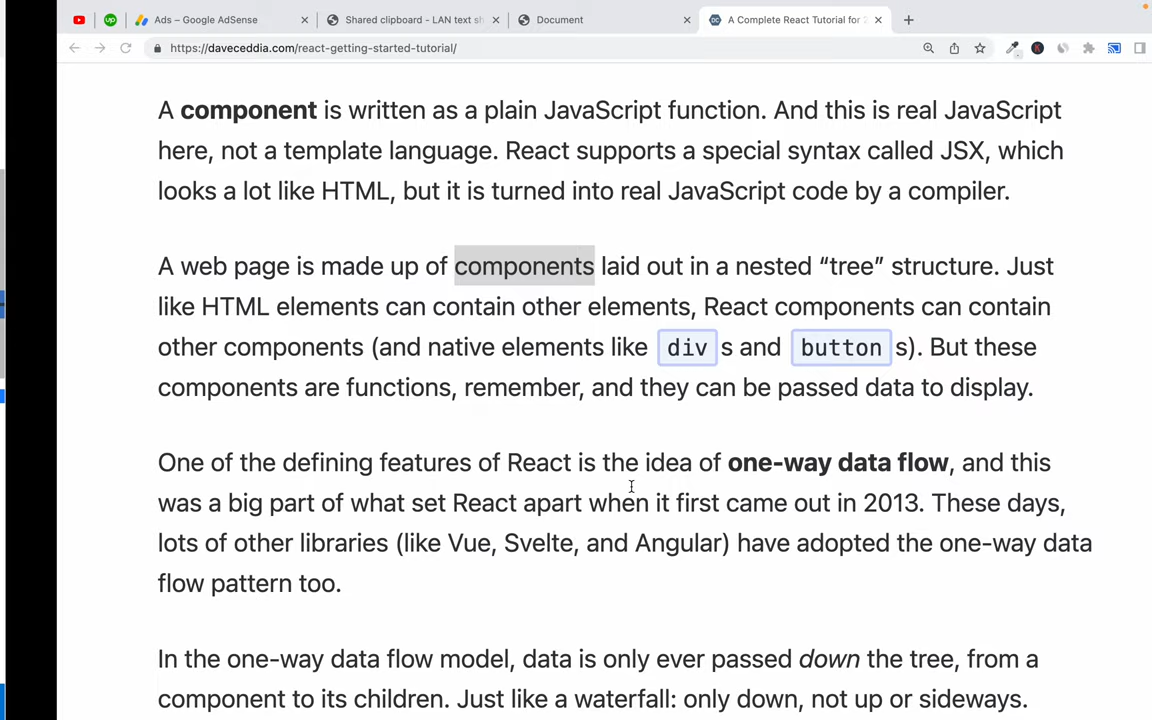 Ads – Google AdSense
Shared clipboard - LAN text sh
Document
A Complete React Tutorial for
https://daveceddia.com/react-getting-started-tutorial/
A component is written as a plain JavaScript function. And this is real JavaScript
here, not a template language. React supports a special syntax called JSX, which
looks a lot like HTML, but it is turned into real JavaScript code by a compiler.
A web page is made up of components laid out in a nested “tree” structure. Just
like HTML elements can contain other elements, React components can contain
other components (and native elements like div s and button s). But these
components are functions, remember, and they can be passed data to display.
One of the defining features of React is the idea of one-way data flow, and this
was a big part of what set React apart when it first came out in 2013. These days,
lots of other libraries (like Vue, Svelte, and Angular) have adopted the one-way data
flow pattern too.
In the one-way data flow model, data is only ever passed down the tree, from a
component to its children. Just like a waterfall: only down, not up or sideways.